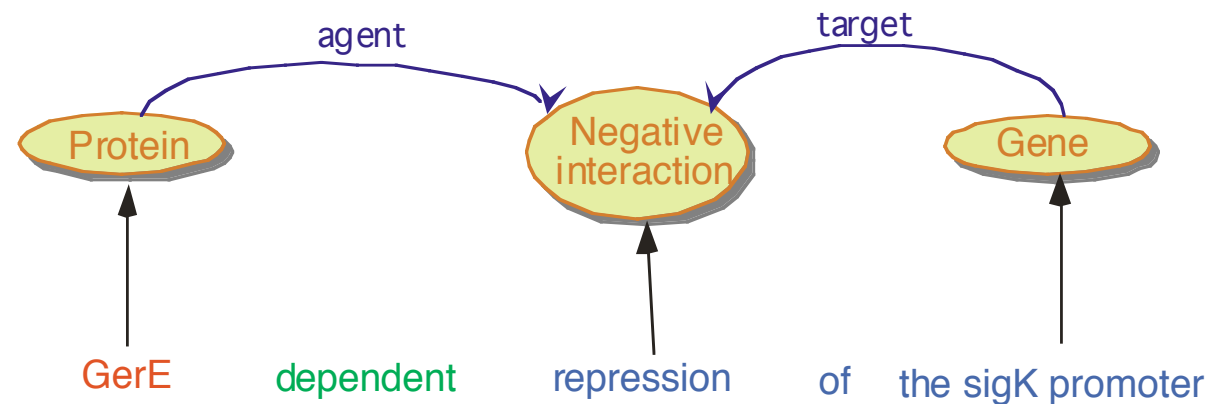 agent
target
Protein
Negative
interaction
Gene
GerE dependent repression of the sigK promoter